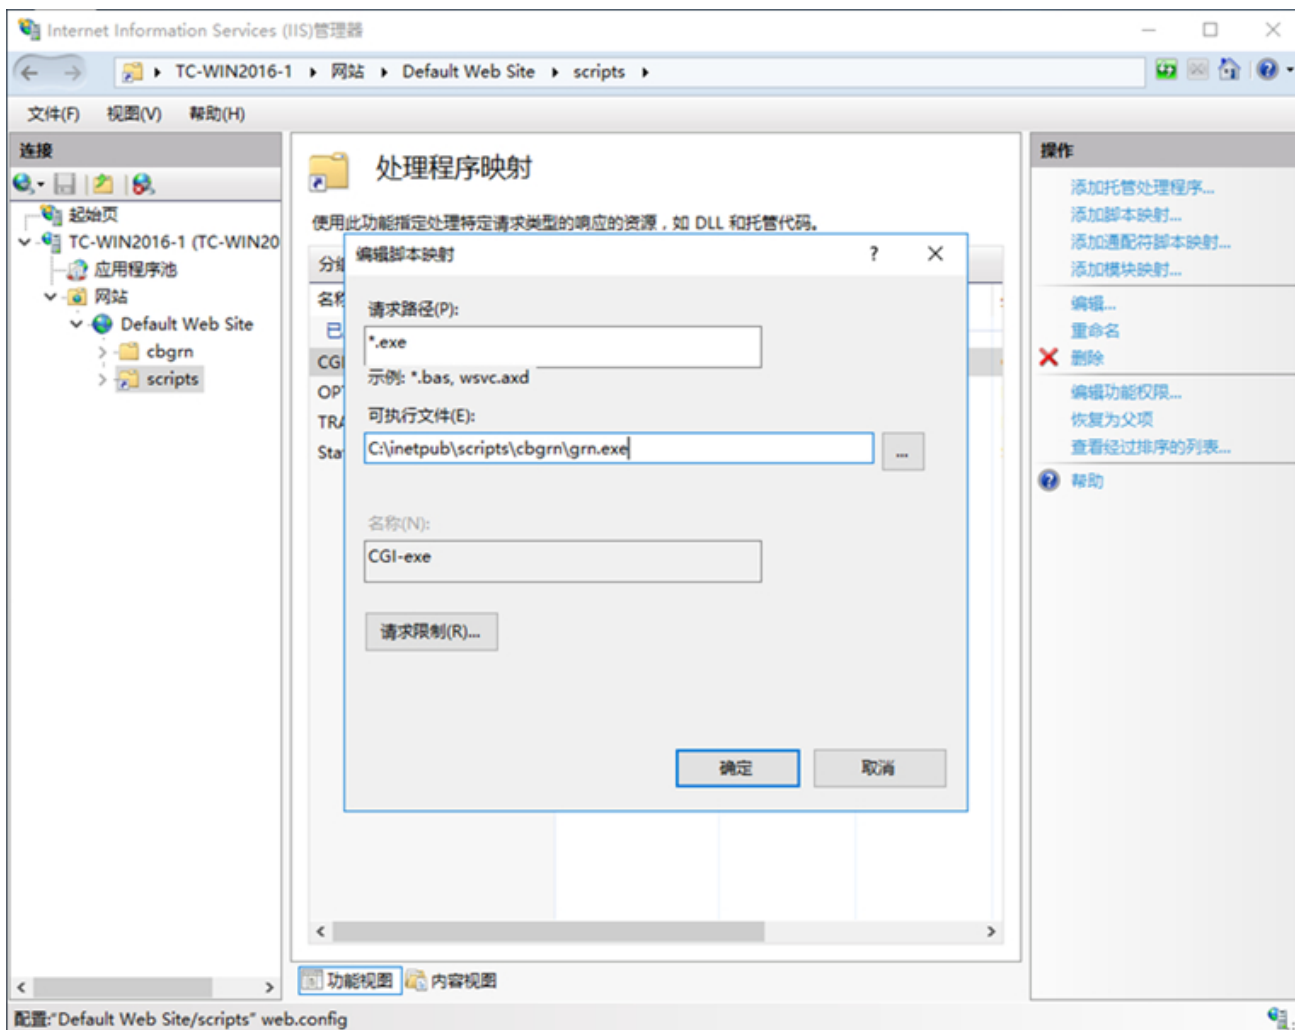 Internet Information Services (IIS)管理器
TC-WIN2016-1 网站 Default Web Site scripts
文件(F) 视图(V) 帮助(H)
连接
起始页
TC-WIN2016-1 (TC-WIN20
应用程序池
网站
Default Web Site
cbgrn
scripts
处理程序映射
使用此功能指定处理特定请求类型的响应的资源，如 DLL 和托管代码。
分组
名称
已
CGI
OPT
TRA
Stat
编辑脚本映射
请求路径(P):
*.exe
示例: *.bas, wsvc.axd
可执行文件(E):
C:\inetpub\scripts\cbgrn\grn.exe
...
名称(N):
CGI-exe
请求限制(R)...
确定 取消
功能视图 内容视图
操作
添加托管处理程序...
添加脚本映射...
添加通配符脚本映射...
添加模块映射...
编辑...
重命名
删除
编辑功能权限...
恢复为父项
查看经过排序的列表...
帮助
配置:"Default Web Site/scripts" web.config